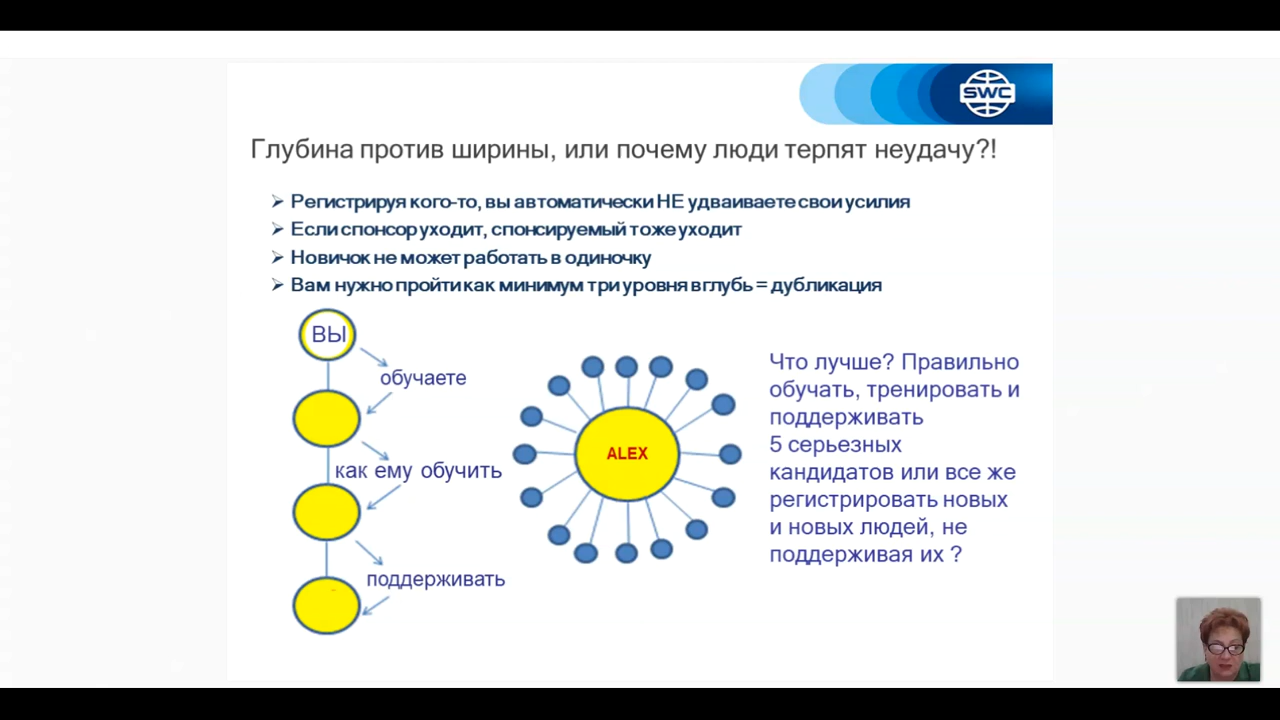 SWC
Глубина против ширины, или почему люди терпят неудачу?!
Регистрируя кого-то, вы автоматически НЕ удваиваете свои усилия
Если спонсор уходит, спонсируемый тоже уходит
Новичок не может работать в одиночку
Вам нужно пройти как минимум три уровня вглубь = дубликация
ВЫ
обучаете
как ему обучить
поддерживать
ALEX
Что лучше? Правильно
обучать, тренировать и
поддерживать
5 серьезных
кандидатов или все же
регистрировать новых
и новых людей, не
поддерживая их ?